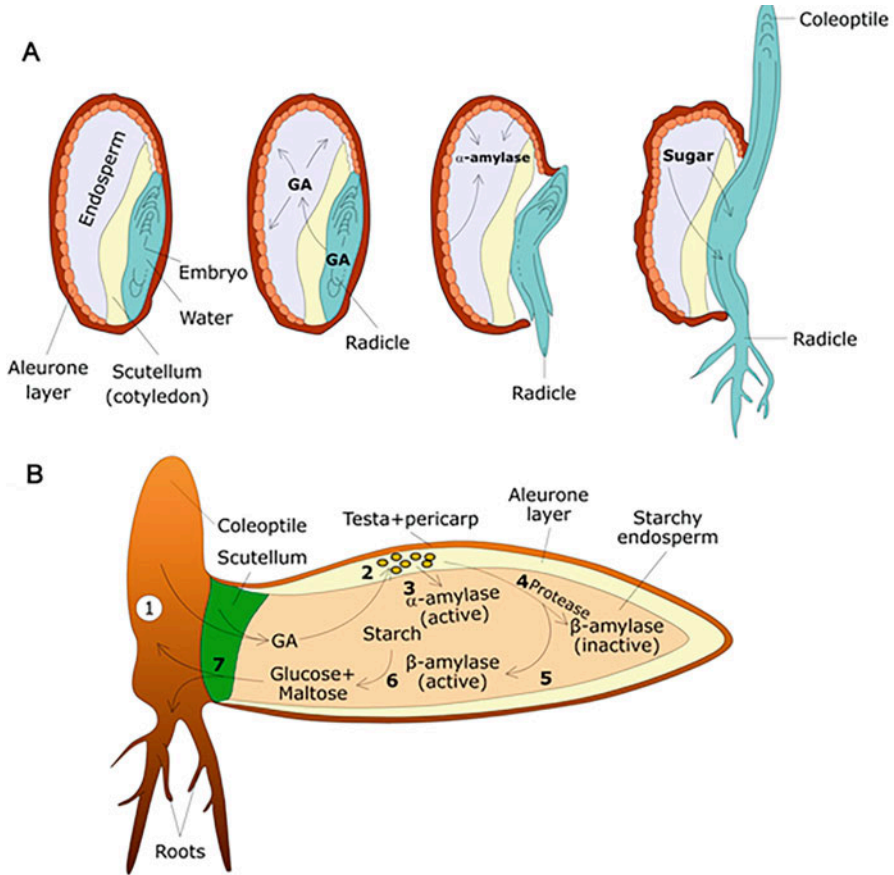 A
Coleoptile
Endosperm
GA
GA
α-amylase
Sugar
Embryo
Water
Radicle
Aleurone
layer
Scutellum
(cotyledon)
Radicle
Radicle
B
Coleoptile
Scutellum
Testa+pericarp
Aleurone
layer
Starchy
endosperm
1
2
3
α-amylase
(active)
4
Protease
β-amylase
(inactive)
GA
Starch
7
Glucose+
Maltose
6
β-amylase
(active)
5
Roots